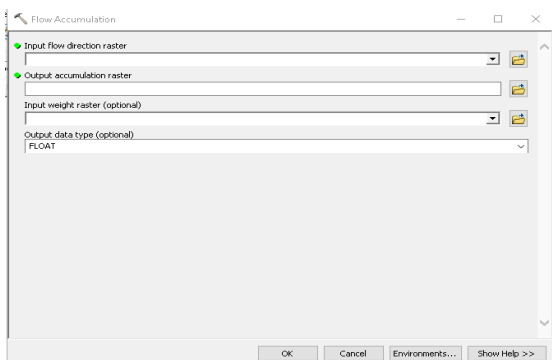 Flow Accumulation
Input flow direction raster
Output accumulation raster
Input weight raster (optional)
Output data type (optional)
FLOAT
OK Cancel Environments... Show Help >>